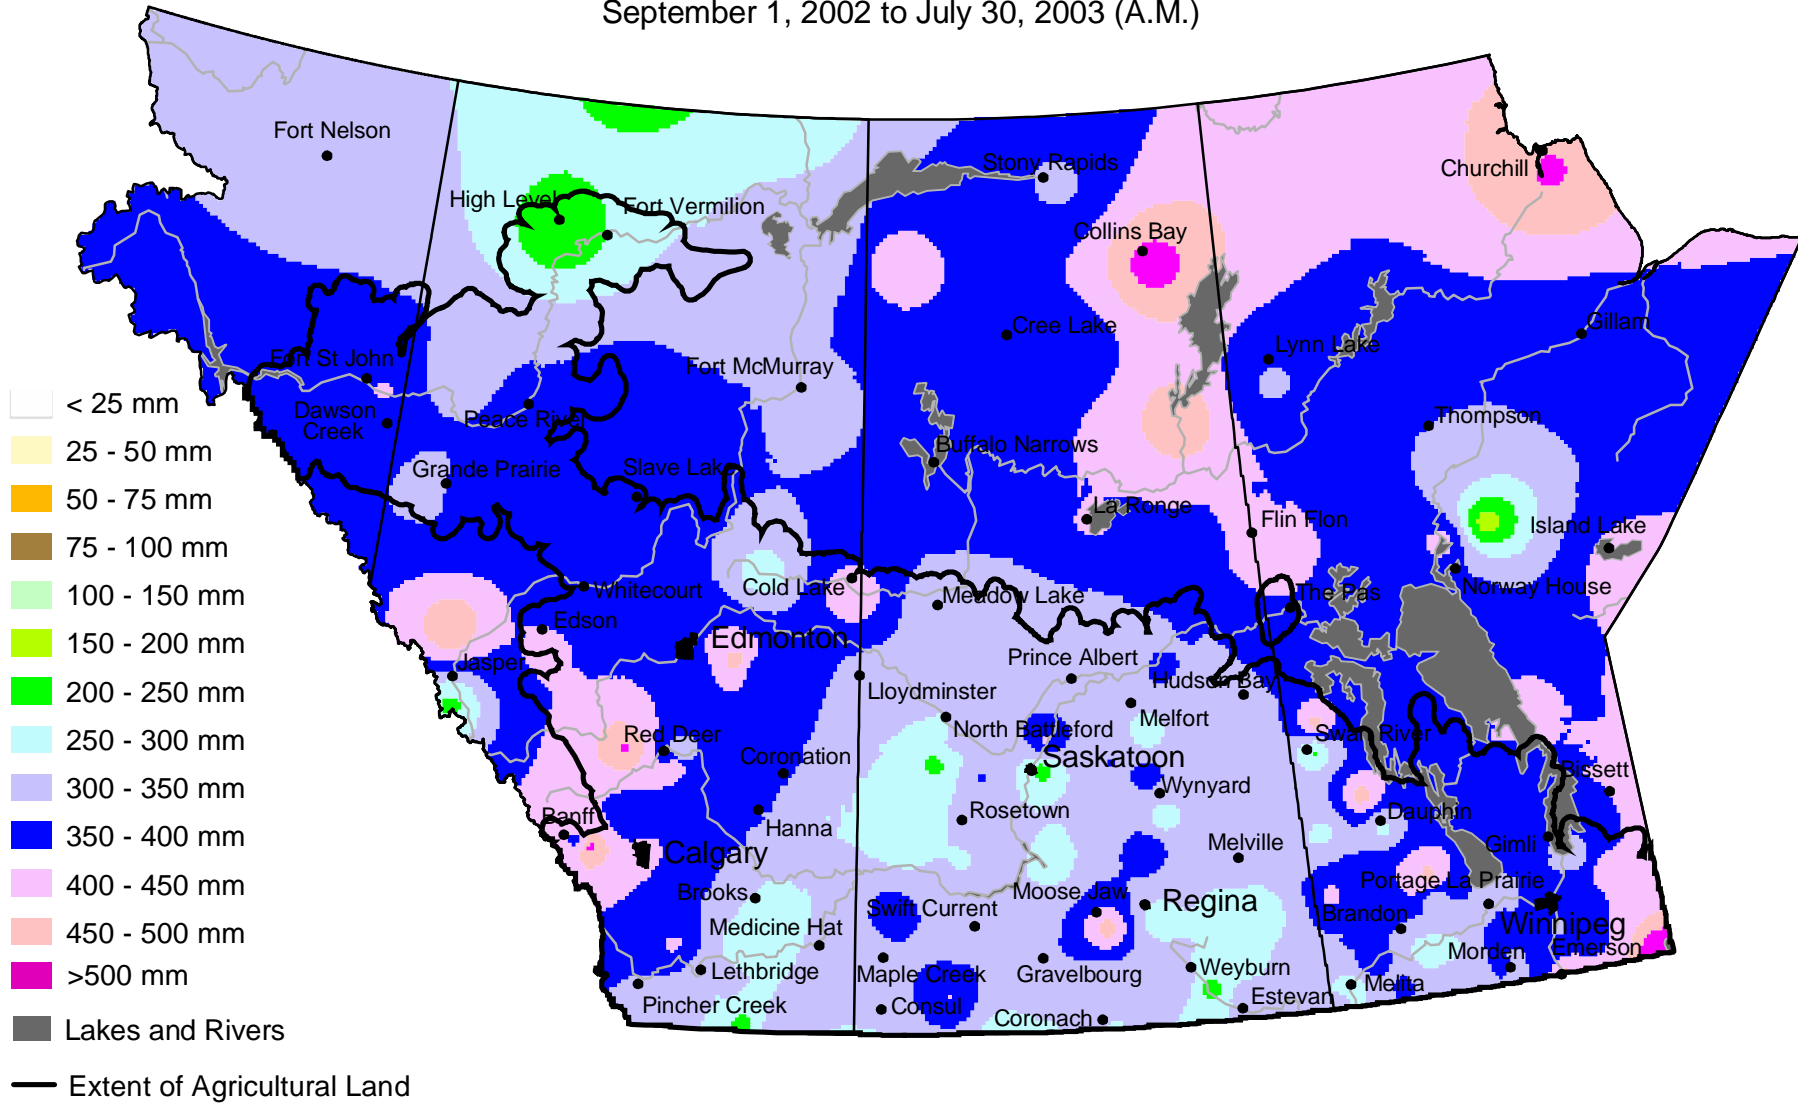 September 1, 2002 to July 30, 2003 (A.M.)
Fort Nelson
High Level
Fort Vermilion
Stony Rapids
Churchill
Collins Bay
Cree Lake
Gillam
Lynn Lake
Fort St John
Fort McMurray
Dawson
Creek
Peace River
Thompson
Buffalo Narrows
Grande Prairie
Slave Lake
La Ronge
Flin Flon
Island Lake
Whitecourt
Cold Lake
Meadow Lake
The Pas
Norway House
Edson
Edmonton
Jasper
Prince Albert
Hudson Bay
Lloydminster
Melfort
North Battleford
Red Deer
Swan River
Coronation
Saskatoon
Bissett
Wynyard
Rosetown
Dauphin
Banff
Hanna
Gimli
Calgary
Melville
Brooks
Moose Jaw
Portage La Prairie
Swift Current
Regina
Brandon
Winnipeg
Medicine Hat
Morden
Emerson
Lethbridge
Maple Creek
Gravelbourg
Weyburn
Melita
Pincher Creek
Consul
Coronach
Estevan
< 25 mm
25 - 50 mm
50 - 75 mm
75 - 100 mm
100 - 150 mm
150 - 200 mm
200 - 250 mm
250 - 300 mm
300 - 350 mm
350 - 400 mm
400 - 450 mm
450 - 500 mm
>500 mm
Lakes and Rivers
Extent of Agricultural Land